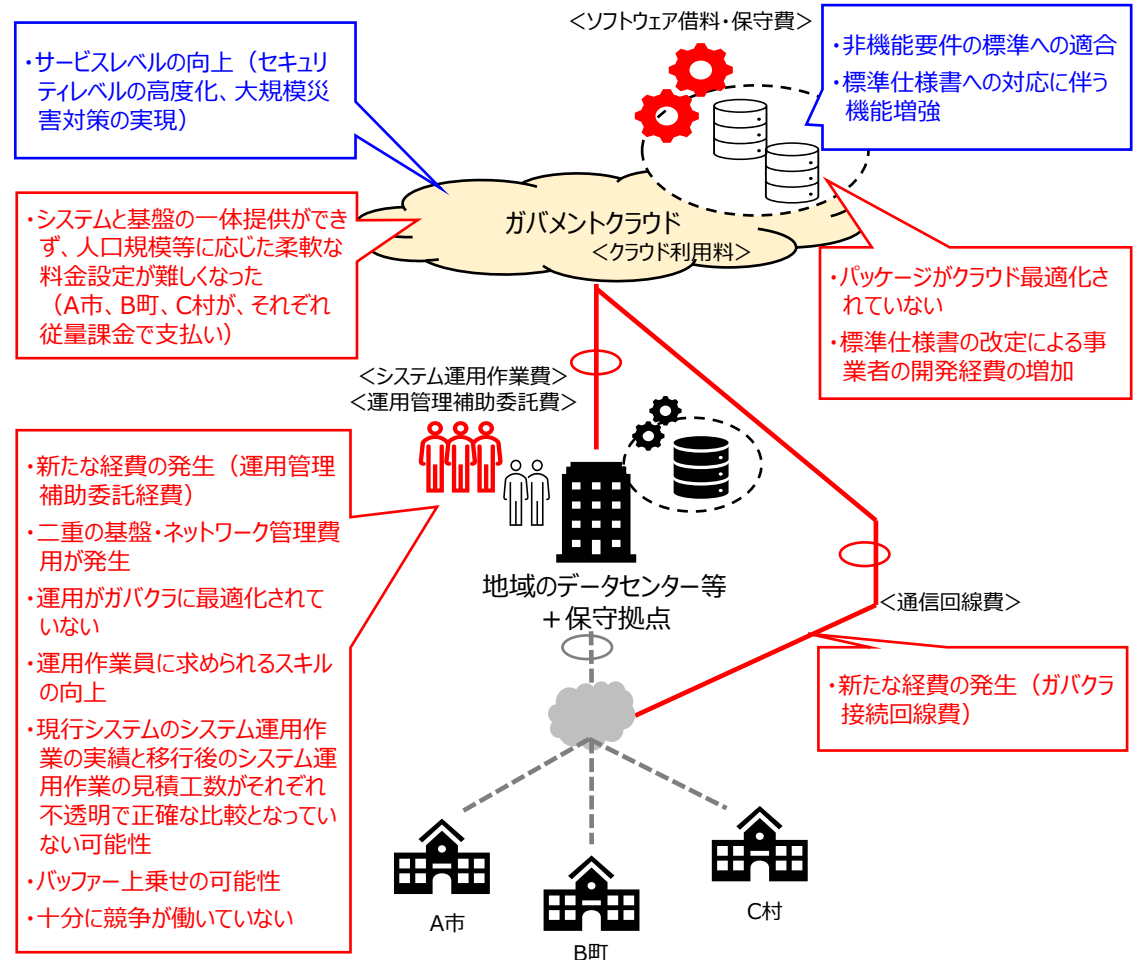 ＜ソフトウェア借料・保守費＞
・サービスレベルの向上（セキュリ
ティレベルの高度化、大規模災
害対策の実現）
・非機能要件の標準への適合
・標準仕様書への対応に伴う
機能増強
・システムと基盤の一体提供ができ
ず、人口規模等に応じた柔軟な
料金設定が難しくなった
（A市、B町、C村が、それぞれ
従量課金で支払い）
ガバメントクラウド
＜クラウド利用料＞
・パッケージがクラウド最適化さ
れていない
・標準仕様書の改定による事
業者の開発経費の増加
＜システム運用作業費＞
＜運用管理補助委託費＞
・新たな経費の発生（運用管理
補助委託経費）
・二重の基盤・ネットワーク管理費
用が発生
・運用がガバクラに最適化されて
いない
・運用作業員に求められるスキル
の向上
・現行システムのシステム運用作
業の実績と移行後のシステム運
用作業の見積工数がそれぞれ
不透明で正確な比較となってい
ない可能性
・バッファー上乗せの可能性
・十分に競争が働いていない
地域のデータセンター等
＋保守拠点
＜通信回線費＞
・新たな経費の発生（ガバクラ
接続回線費）
A市
B町
C村